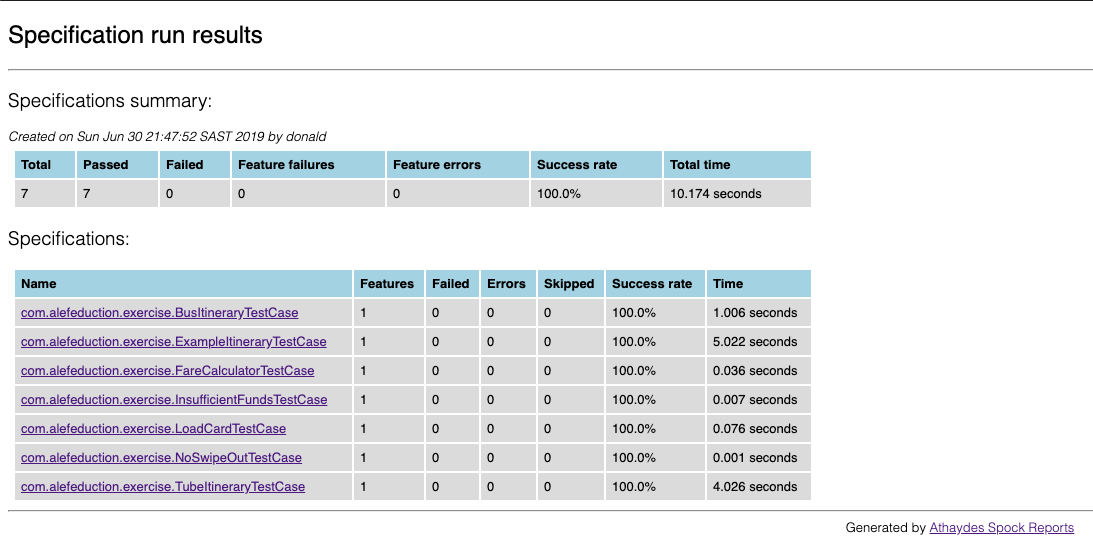 Specification run results
Specifications summary:
Created on Sun Jun 30 21:47:52 SAST 2019 by donald
Total Passed Failed Feature failures Feature errors Success rate Total time
7 7 0 0 0 100.0% 10.174 seconds
Specifications:
Name Features Failed Errors Skipped Success rate Time
com.alefeduction.exercise.BusItineraryTestCase 1 0 0 0 100.0% 1.006 seconds
com.alefeduction.exercise.ExampleItineraryTestCase 1 0 0 0 100.0% 5.022 seconds
com.alefeduction.exercise.FareCalculatorTestCase 1 0 0 0 100.0% 0.036 seconds
com.alefeduction.exercise.InsufficientFundsTestCase 1 0 0 0 100.0% 0.007 seconds
com.alefeduction.exercise.LoadCardTestCase 1 0 0 0 100.0% 0.076 seconds
com.alefeduction.exercise.NoSwipeOutTestCase 1 0 0 0 100.0% 0.001 seconds
com.alefeduction.exercise.TubeItineraryTestCase 1 0 0 0 100.0% 4.026 seconds
Generated by Athaydes Spock Reports